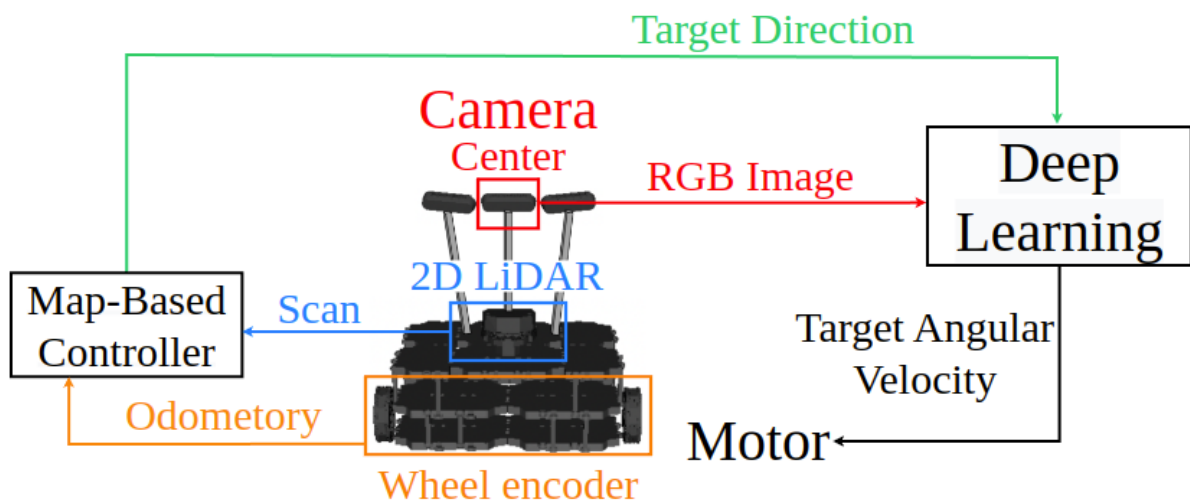 Target Direction
Camera
Center
RGB Image
Deep
Learning
2D LiDAR
Scan
Map-Based
Controller
Target Angular
Velocity
Odometory
Motor
Wheel encoder